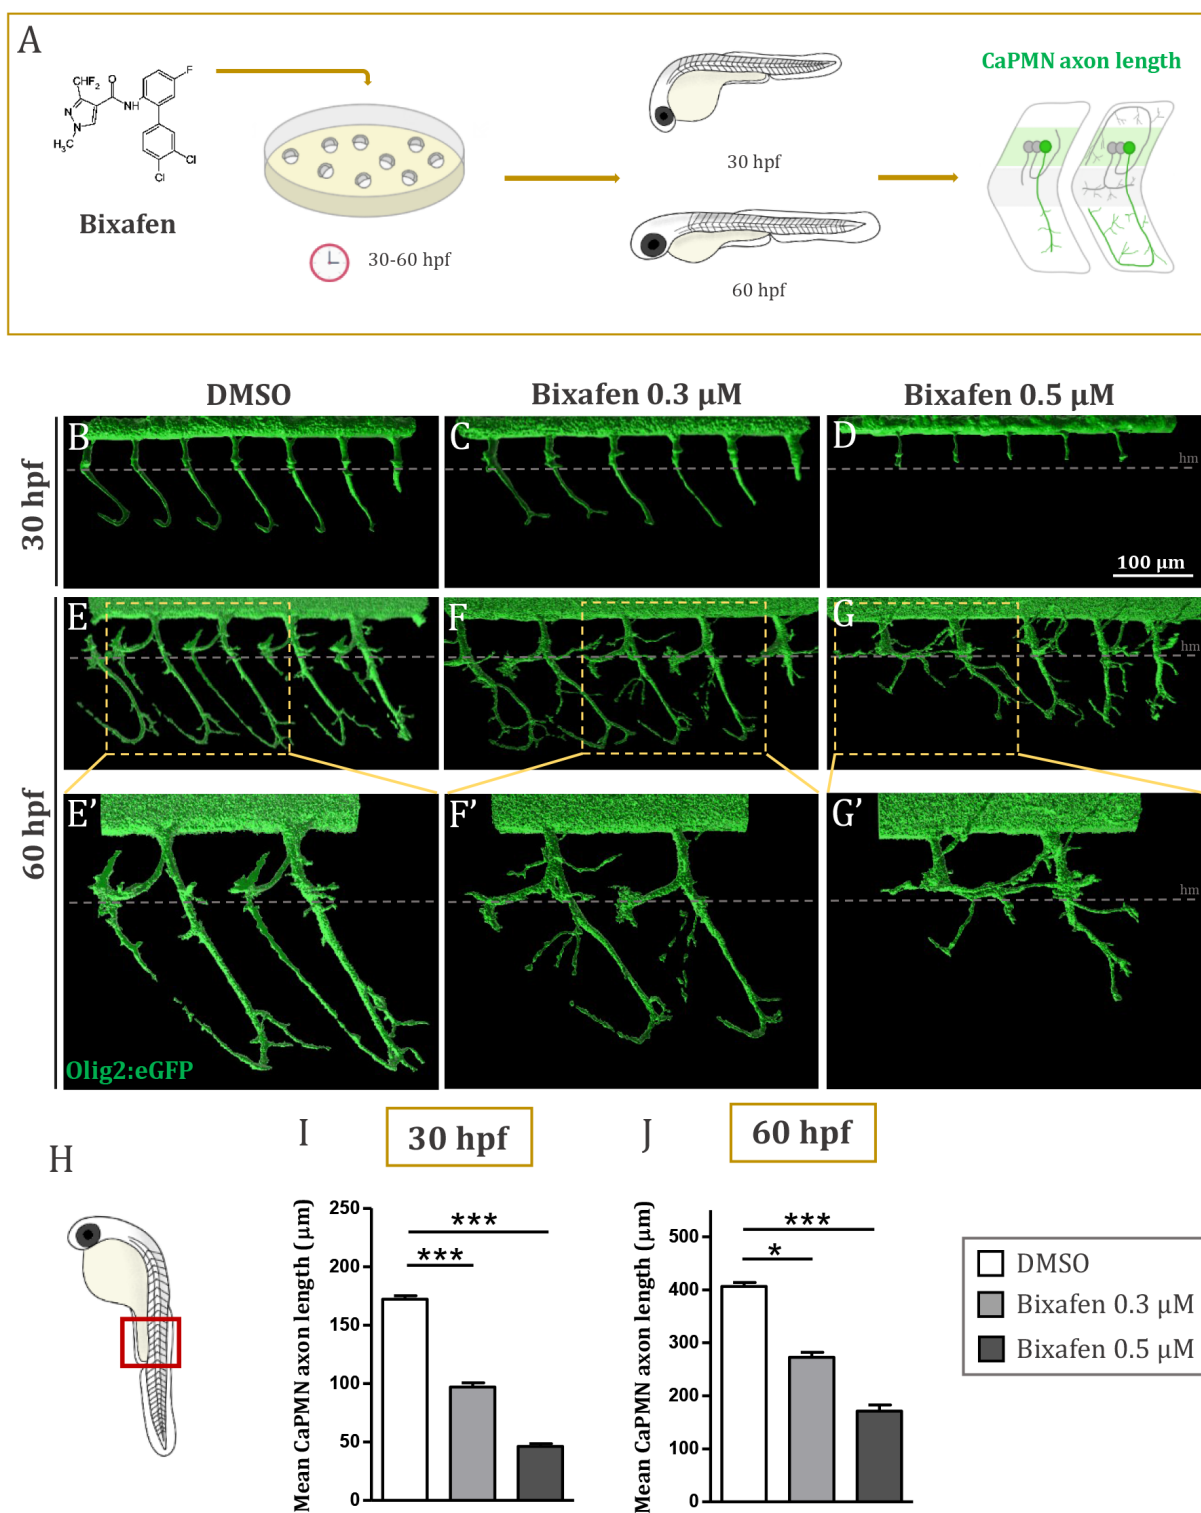 A
CHF₂
O
F
N
NH
N
H₃C
Cl
Cl
Bixafen
30-60 hpf
30 hpf
60 hpf
CaPMN axon length
DMSO
Bixafen 0.3 μM
Bixafen 0.5 μM
30 hpf
B
C
D
hm
100 μm
60 hpf
E
F
G
hm
E'
F'
G'
hm
Olig2:eGFP
H
I
30 hpf
Mean CaPMN axon length (μm)
250
200
150
100
50
0
***
***
J
60 hpf
Mean CaPMN axon length (μm)
500
400
300
200
100
0
***
*
DMSO
Bixafen 0.3 μM
Bixafen 0.5 μM